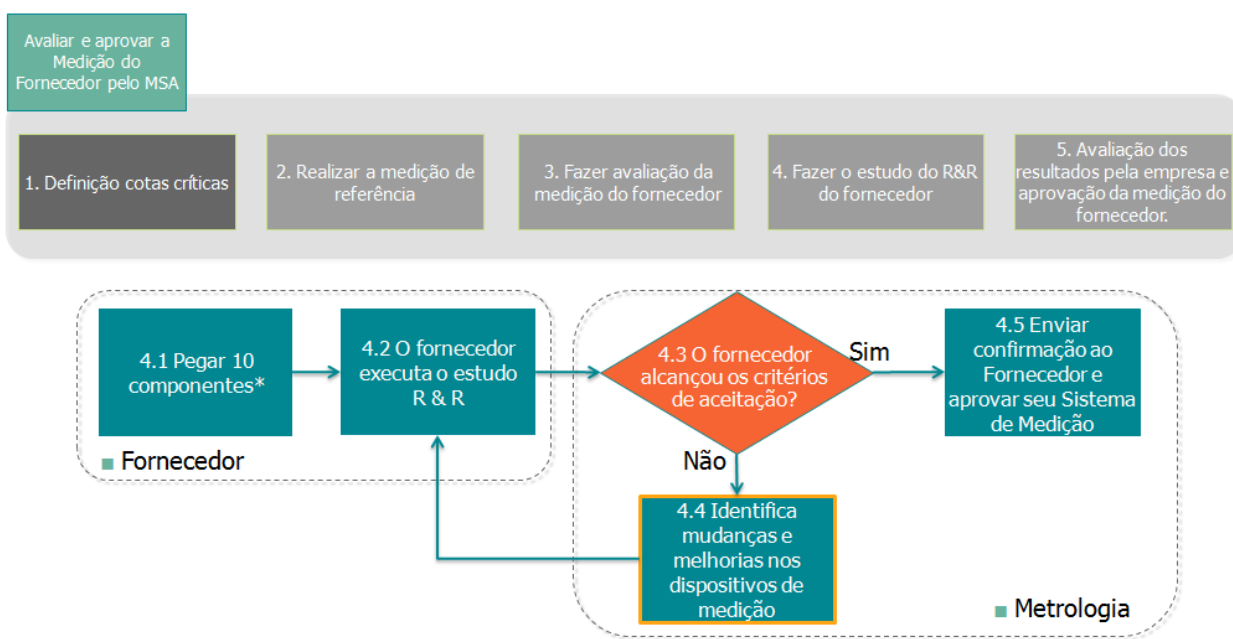 Avaliar e aprovar a
Medição do
Fornecedor pelo MSA
1. Definição cotas críticas
2. Realizar a medição de
referência
3. Fazer avaliação da
medição do fornecedor
4. Fazer o estudo do R&R
do fornecedor
5. Avaliação dos
resultados pela empresa e
aprovação da medição do
fornecedor.
4.1 Pegar 10
componentes*
4.2 O fornecedor
executa o estudo
R & R
Fornecedor
4.3 O fornecedor
alcançou os critérios
de aceitação?
Sim
4.5 Enviar
confirmação ao
Fornecedor e
aprovar seu Sistema
de Medição
Não
4.4 Identifica
mudanças e
melhorias nos
dispositivos de
medição
Metrologia